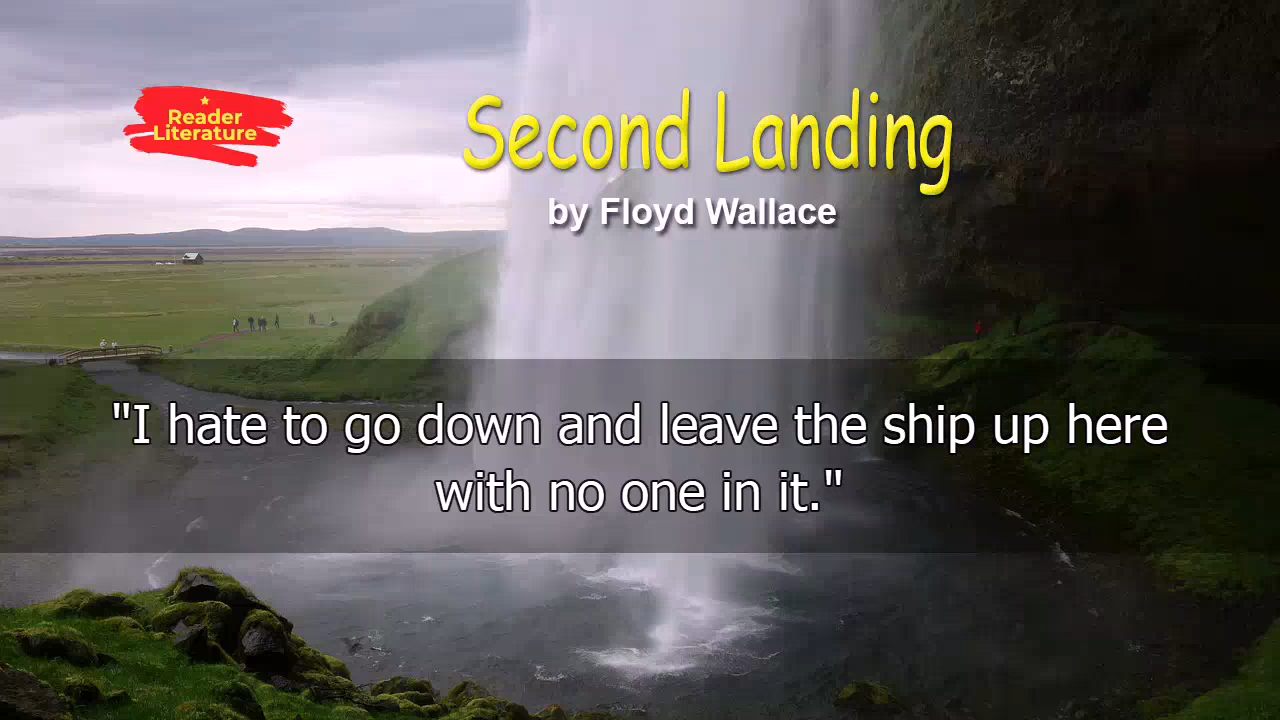 Reader
Literature
Second Landing
by Floyd Wallace
"I hate to go down and leave the ship up here
with no one in it."